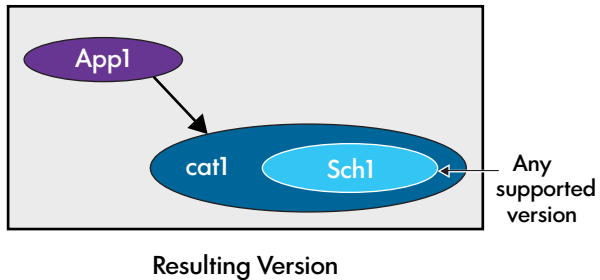 App1
cat1
Sch1
Any
supported
version
Resulting Version